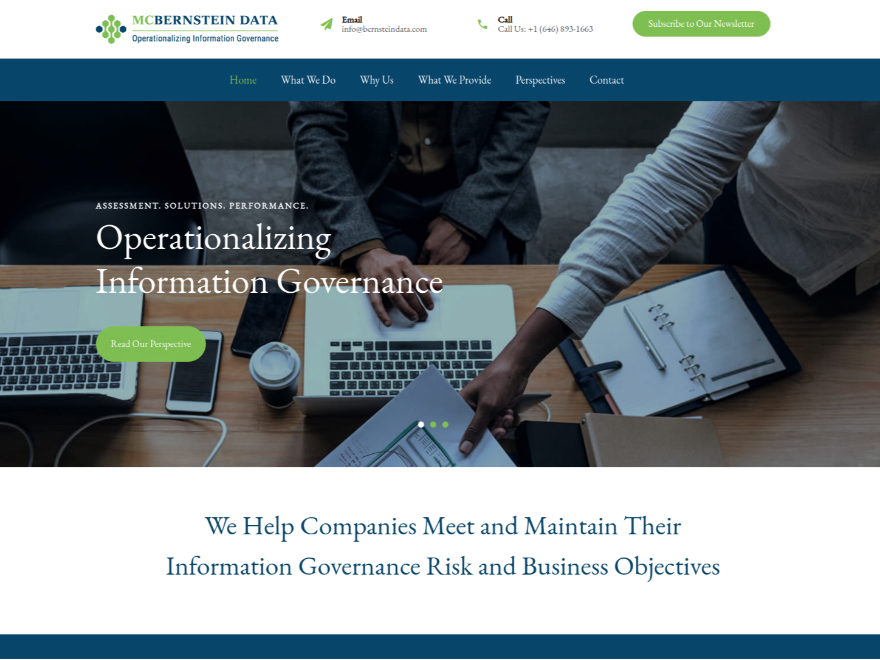 MCBERNSTEIN DATA
Operationalizing Information Governance
Email
info@bernsteindata.com
Call
Call Us: +1 (646) 893-1663
Subscribe to Our Newsletter
Home What We Do Why Us What We Provide Perspectives Contact
ASSESSMENT. SOLUTIONS. PERFORMANCE.
Operationalizing
Information Governance
Read Our Perspective
We Help Companies Meet and Maintain Their
Information Governance Risk and Business Objectives